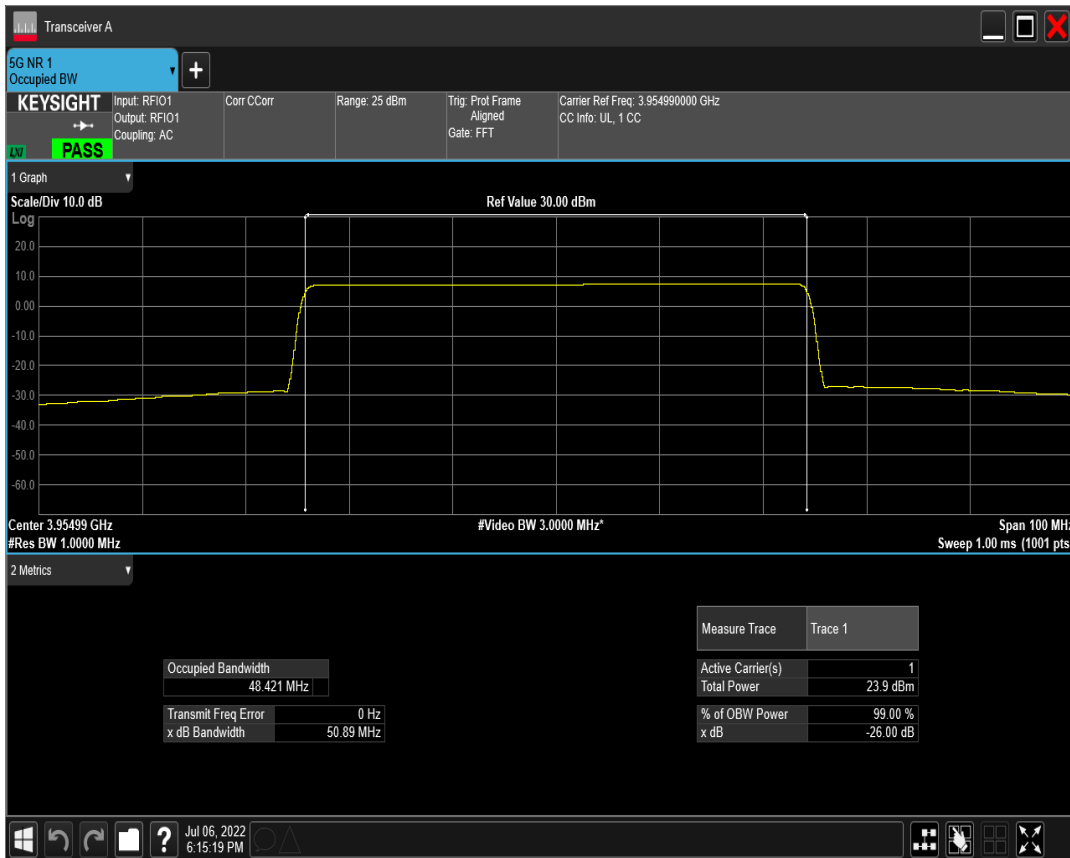 Transceiver A
5G NR 1
Occupied BW
+
KEYSIGHT
LXI
PASS
Input: RFIO1
Output: RFIO1
Coupling: AC
Corr CCorr
Range: 25 dBm
Trig: Prot Frame
Aligned
Gate: FFT
Carrier Ref Freq: 3.954990000 GHz
CC Info: UL, 1 CC
1 Graph
Scale/Div 10.0 dB
Ref Value 30.00 dBm
Log
20.0
10.0
0.00
-10.0
-20.0
-30.0
-40.0
-50.0
-60.0
Center 3.95499 GHz
#Video BW 3.0000 MHz*
Span 100 MHz
#Res BW 1.0000 MHz
Sweep 1.00 ms (1001 pts
2 Metrics
Measure Trace Trace 1
Occupied Bandwidth
48.421 MHz
Active Carrier(s) 1
Total Power 23.9 dBm
Transmit Freq Error 0 Hz
x dB Bandwidth 50.89 MHz
% of OBW Power 99.00 %
x dB -26.00 dB
?
Jul 06, 2022
6:15:19 PM